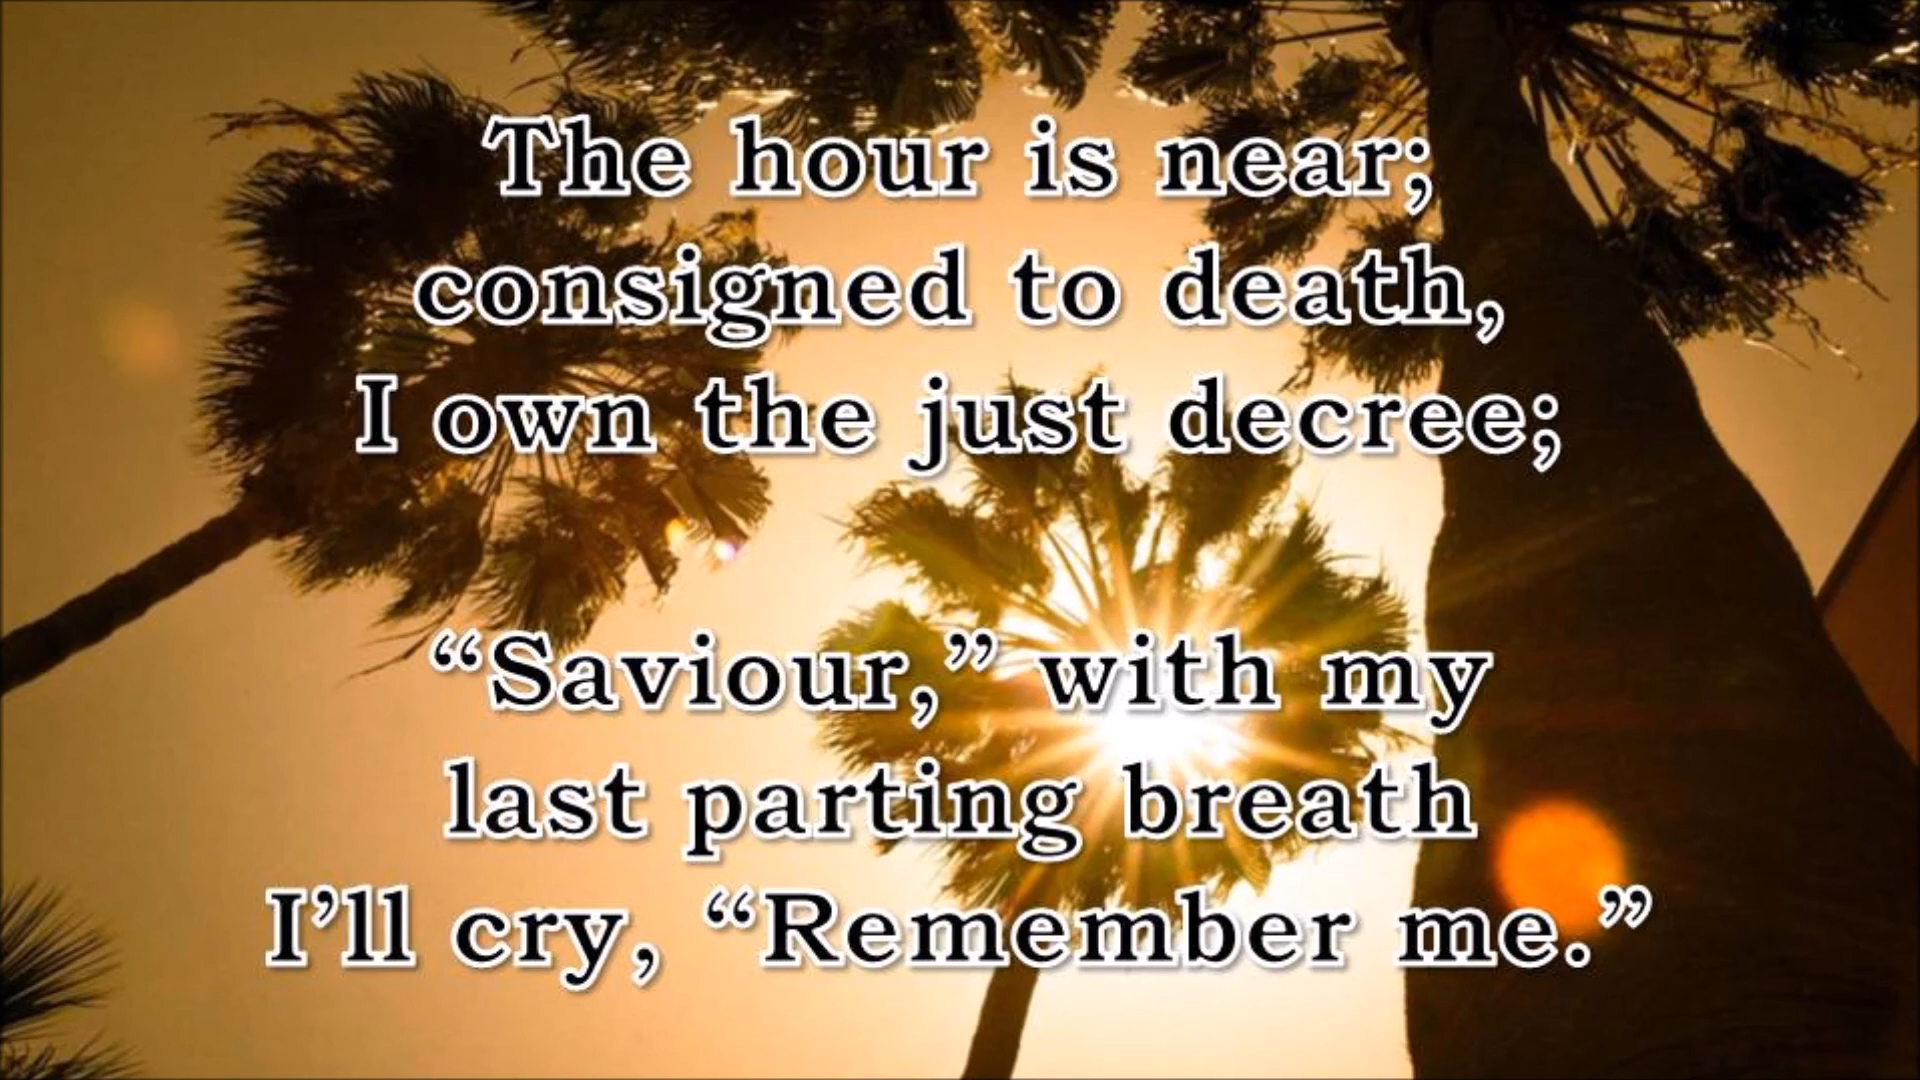 The hour is near;
consigned to death,
I own the just decree;
“Saviour,” with my
last parting breath
I’ll cry, “Remember me.”